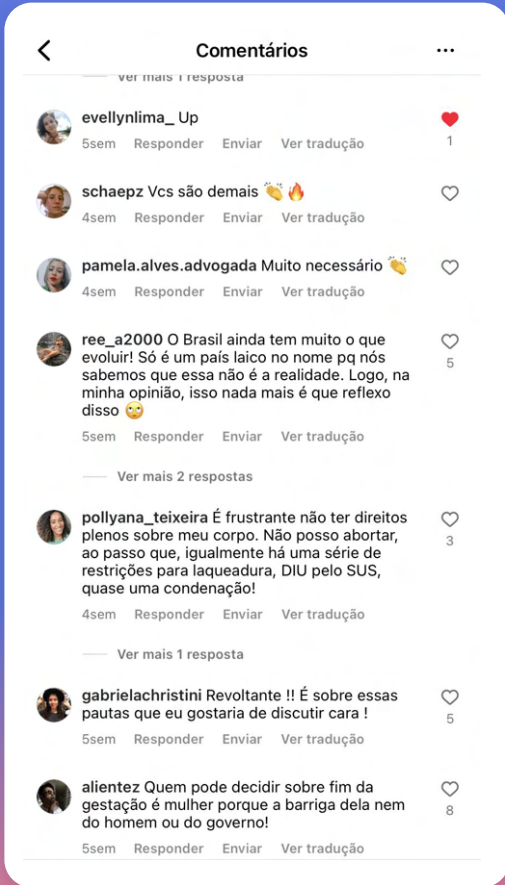 Comentários
Ver mais 1 resposta
evellynlima_ Up
5sem Responder Enviar Ver tradução
1
schaepz Vcs são demais 👏🔥
4sem Responder Enviar Ver tradução
pamela.alves.advogada Muito necessário 👏
4sem Responder Enviar Ver tradução
ree_a2000 O Brasil ainda tem muito o que
evoluir! Só é um país laico no nome pq nós
sabemos que essa não é a realidade. Logo, na
minha opinião, isso nada mais é que reflexo
disso 🙄
5
5sem Responder Enviar Ver tradução
Ver mais 2 respostas
pollyana_teixeira É frustrante não ter direitos
plenos sobre meu corpo. Não posso abortar,
ao passo que, igualmente há uma série de
restrições para laqueadura, DIU pelo SUS,
quase uma condenação!
3
4sem Responder Enviar Ver tradução
Ver mais 1 resposta
gabrielachristini Revoltante !! É sobre essas
pautas que eu gostaria de discutir cara !
5
5sem Responder Enviar Ver tradução
alientez Quem pode decidir sobre fim da
gestação é mulher porque a barriga dela nem
do homem ou do governo!
8
5sem Responder Enviar Ver tradução